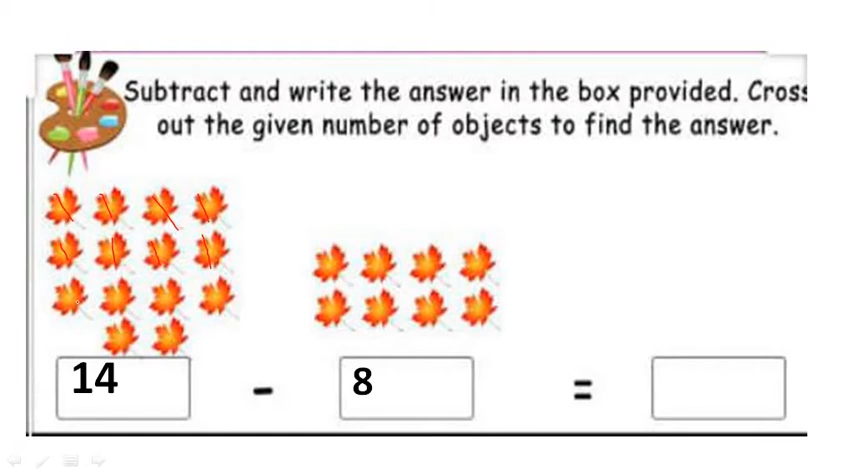 Subtract and write the answer in the box provided. Cross
out the given number of objects to find the answer.
14 - 8 =